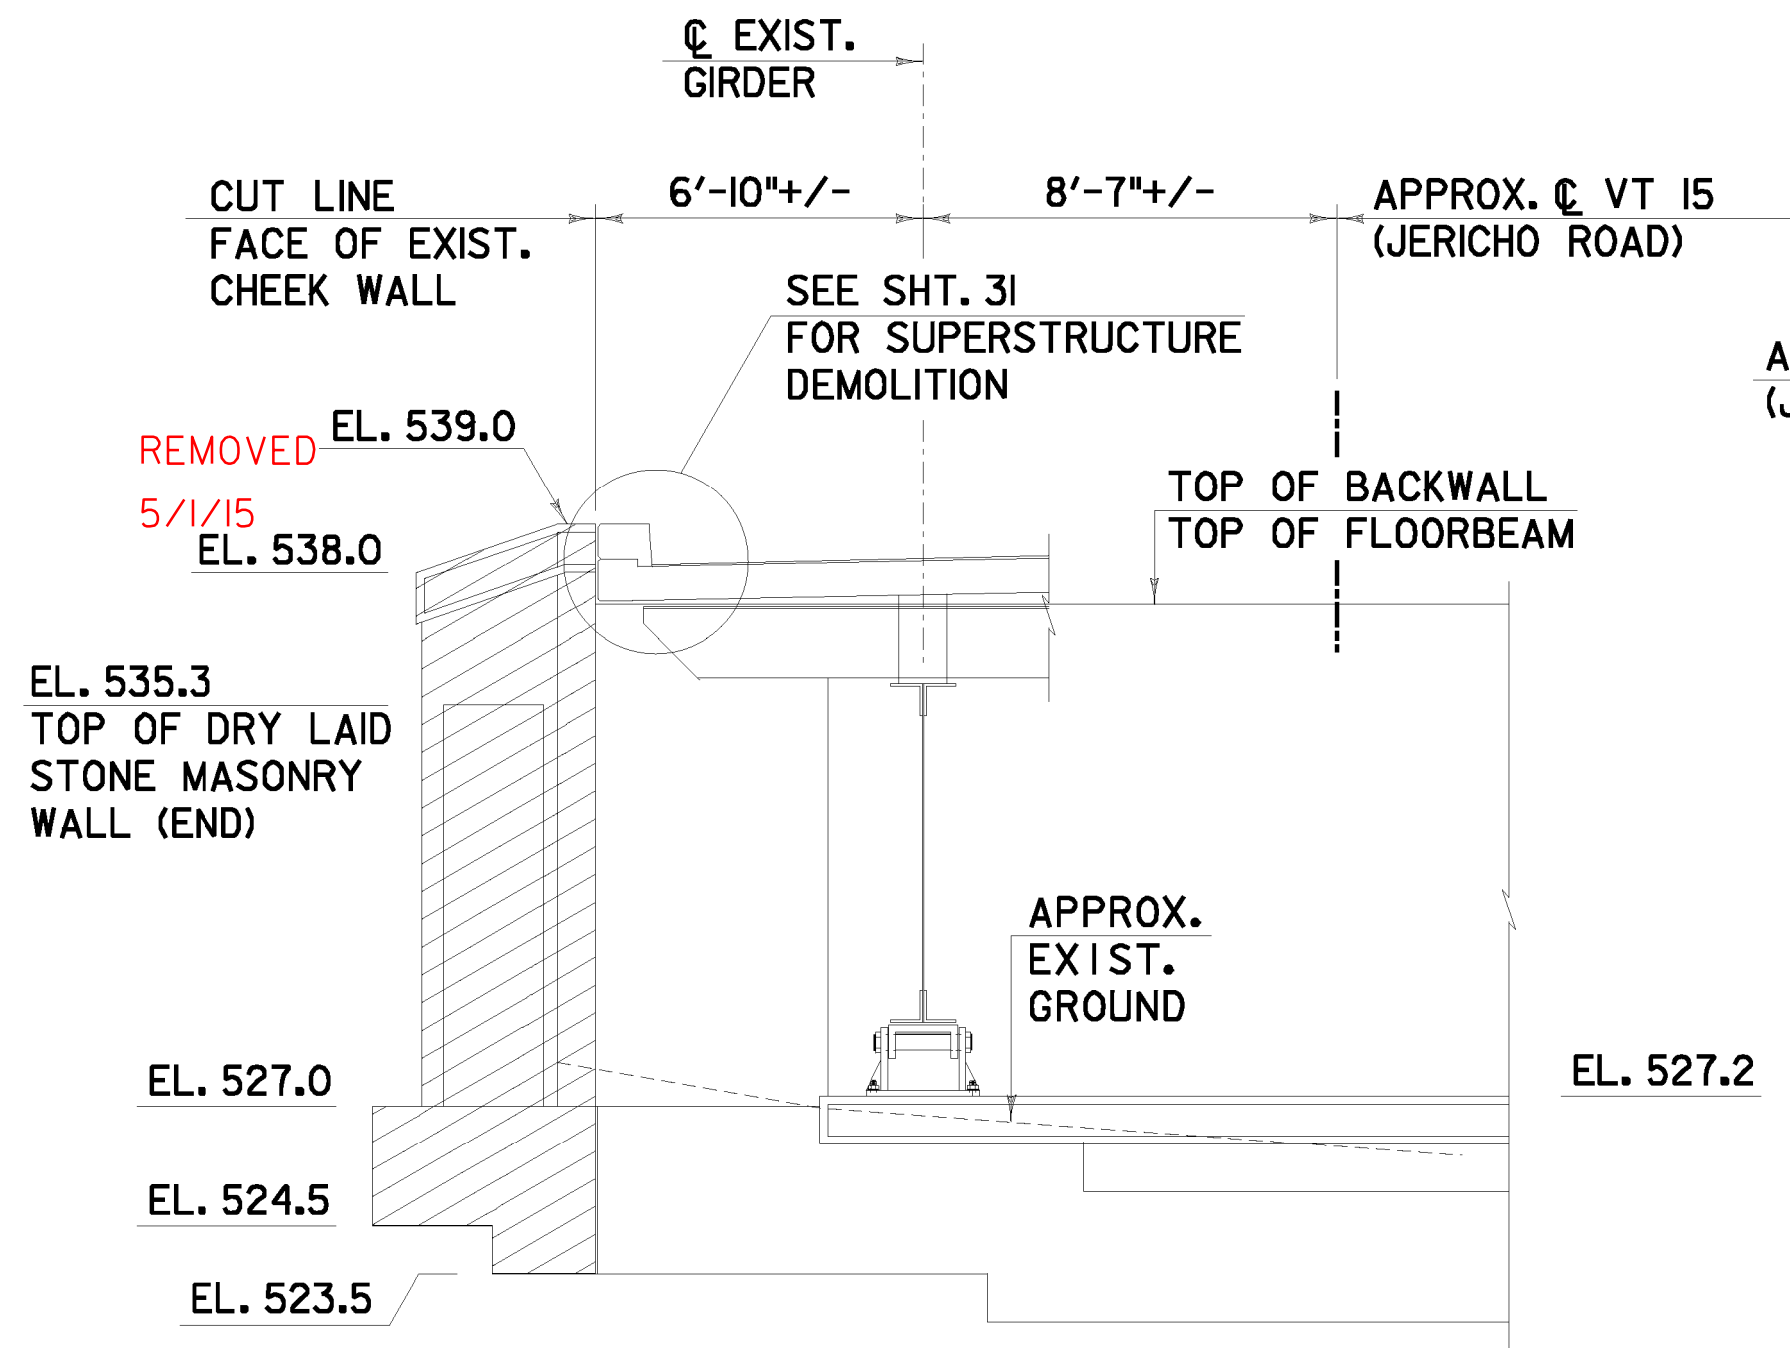 ℄ EXIST.
GIRDER
CUT LINE
FACE OF EXIST.
CHEEK WALL
6'-10"+/-
8'-7"+/-
APPROX. ℄ VT 15
(JERICHO ROAD)
SEE SHT. 31
FOR SUPERSTRUCTURE
DEMOLITION
A
(J
EL. 539.0
REMOVED
5/1/15
EL. 538.0
TOP OF BACKWALL
TOP OF FLOORBEAM
EL. 535.3
TOP OF DRY LAID
STONE MASONRY
WALL (END)
APPROX.
EXIST.
GROUND
EL. 527.0
EL. 527.2
EL. 524.5
EL. 523.5